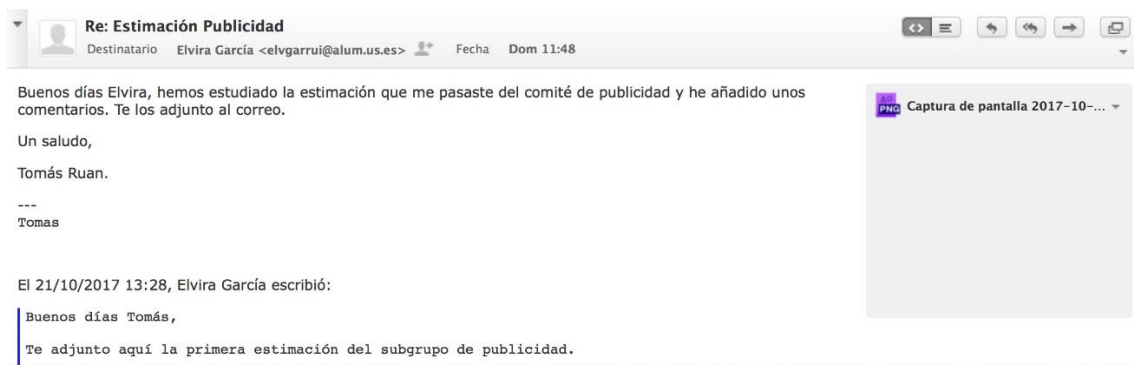 Re: Estimación Publicidad
Destinatario Elvira García <elvgarrui@alum.us.es> Fecha Dom 11:48
Buenos días Elvira, hemos estudiado la estimación que me pasaste del comité de publicidad y he añadido unos
comentarios. Te los adjunto al correo.
PNG Captura de pantalla 2017-10-...
Un saludo,
Tomás Ruan.
---
Tomas
El 21/10/2017 13:28, Elvira García escribió:
Buenos días Tomás,
Te adjunto aquí la primera estimación del subgrupo de publicidad.